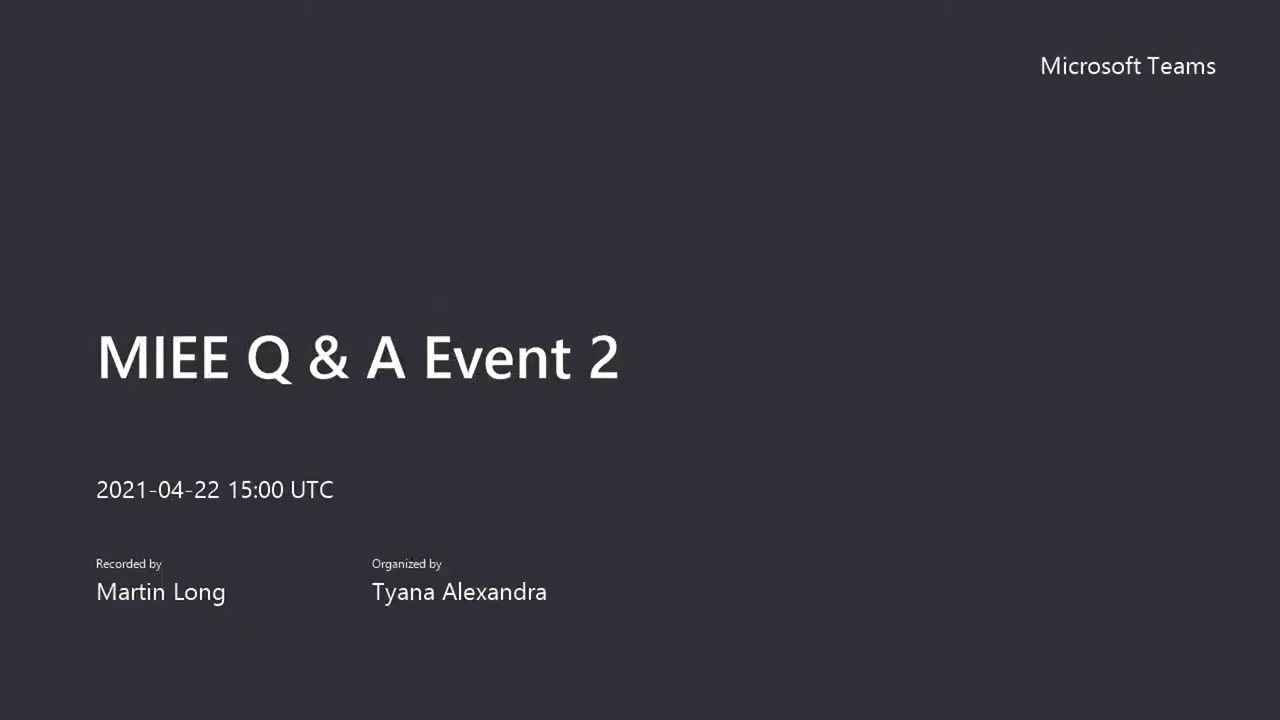 Microsoft Teams
MIEE Q & A Event 2
2021-04-22 15:00 UTC
Recorded by
Martin Long
Organized by
Tyana Alexandra